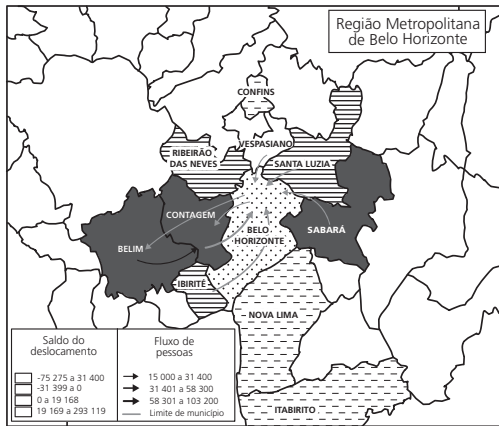 Região Metropolitana
de Belo Horizonte
CONFINS
VESPASIANO
RIBEIRÃO
DAS NEVES
SANTA LUZIA
CONTAGEM
BELIM
BELO
HORIZONTE
SABARÁ
IBIRITÉ
NOVA LIMA
ITABIRITO
Saldo do
deslocamento
-75 275 a 31 400
-31 399 a 0
0 a 19 168
19 169 a 293 119
Fluxo de
pessoas
15 000 a 31 400
31 401 a 58 300
58 301 a 103 200
Limite de município